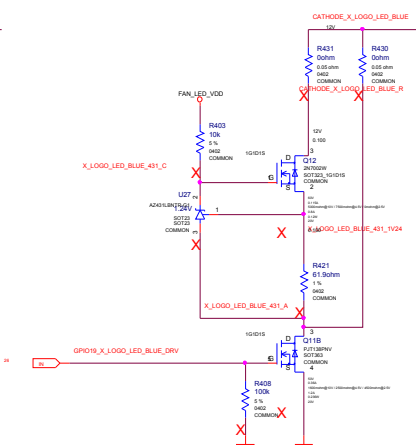 CATHODE_X_LOGO_LED_BLUE
12V
R431
0ohm
0.05 ohm
0402
COMMON
R430
0ohm
0.05 ohm
0402
COMMON
CATHODE_X_LOGO_LED_BLUE_R
FAN_LED_VDD
R403
10k
5 %
0402
COMMON
12V
0.100
X_LOGO_LED_BLUE_431_C
1G1D1S
D
G
S
3
Q12
2N7002W
SOT323_1G1D1S
COMMON
2
U27
AZ431LBNTR-G1
1.24V
SOT23
SOT23
COMMON
2
1
3
X_LOGO_LED_BLUE_431_1V24
R421
61.9ohm
1 %
0402
COMMON
X_LOGO_LED_BLUE_431_A
1G1D1S
D
G
S
3
Q11B
PJT138PNV
SOT363
COMMON
4
GPIO19_X_LOGO_LED_BLUE_DRV
IN
R408
100k
5 %
0402
COMMON